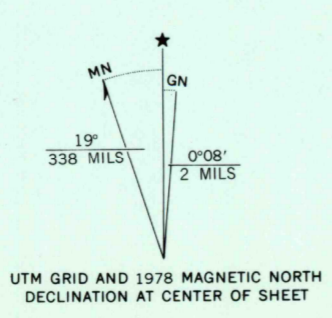 ★
MN
GN
19°
338 MILS
0°08′
2 MILS
UTM GRID AND 1978 MAGNETIC NORTH
DECLINATION AT CENTER OF SHEET